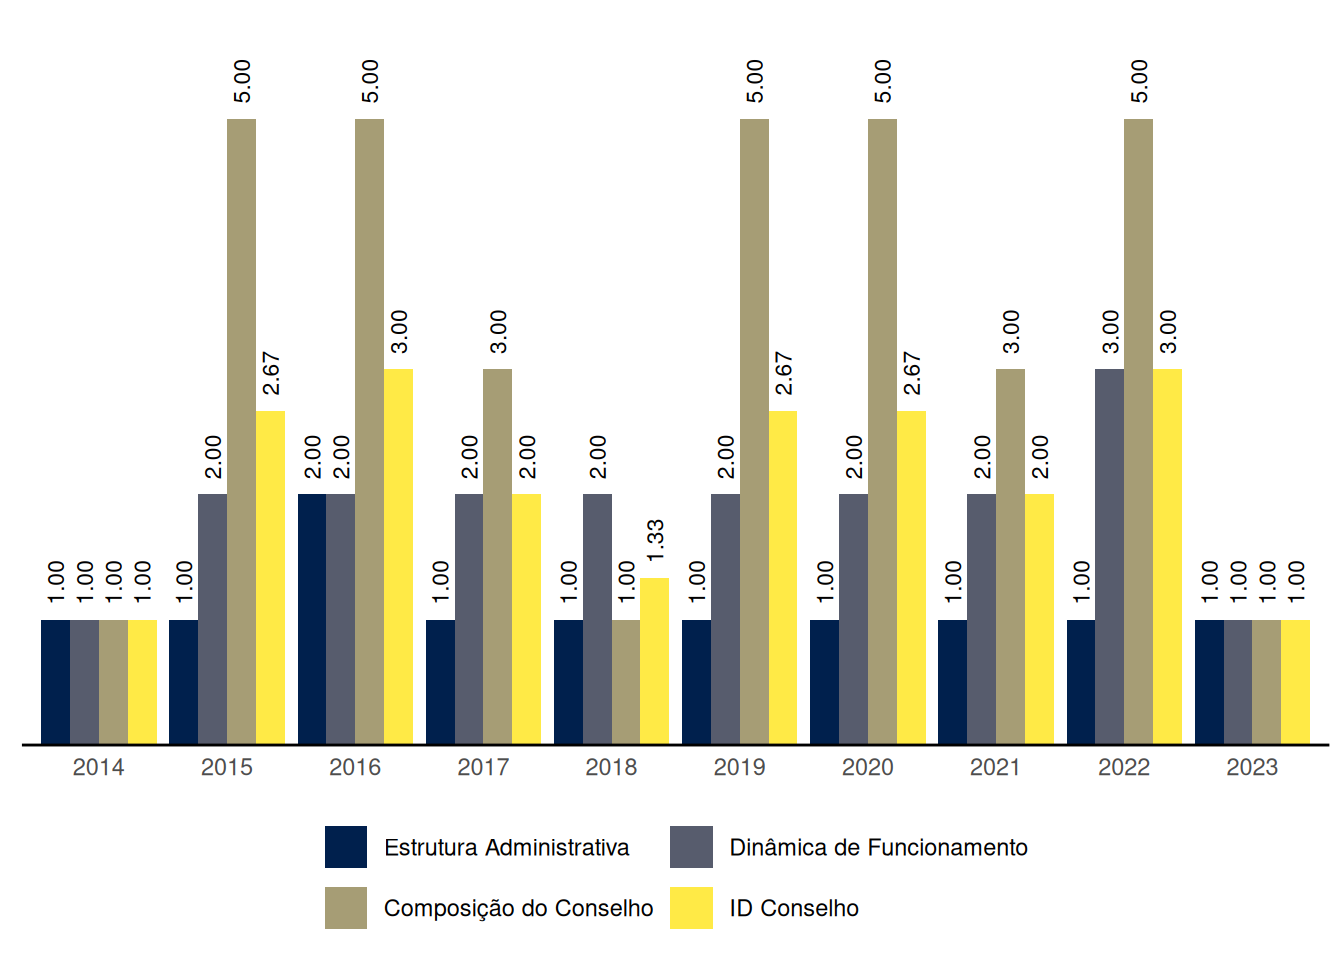 5.00 5.00 5.00 5.00 5.00
3.00 3.00 3.00 3.00 3.00
2.67 2.67 2.67
2.00 2.00 2.00 2.00 2.00 2.00 2.00 2.00 2.00 2.00
1.33
1.00 1.00 1.00 1.00 1.00 1.00 1.00 1.00 1.00 1.00 1.00 1.00 1.00 1.00 1.00 1.00
2014 2015 2016 2017 2018 2019 2020 2021 2022 2023
Estrutura Administrativa Dinâmica de Funcionamento
Composição do Conselho ID Conselho